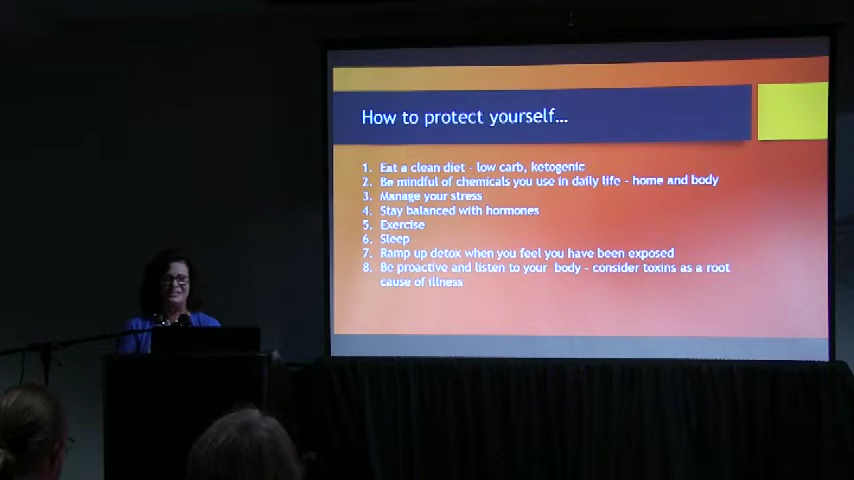 How to protect yourself...
1. Eat a clean diet - low carb, ketogenic
2. Be mindful of chemicals you use in daily life - home and body
3. Manage your stress
4. Stay balanced with hormones
5. Exercise
6. Sleep
7. Ramp up detox when you feel you have been exposed
8. Be proactive and listen to your body - consider toxins as a root
cause of illness